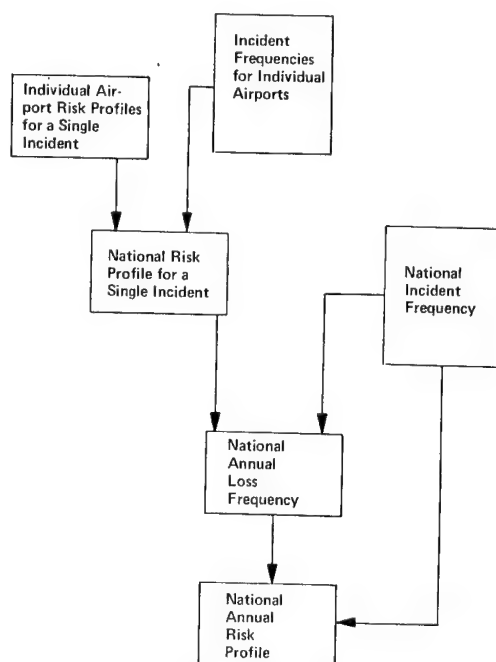 Incident
Frequencies
for Individual
Airports
Individual Air-
port Risk Profiles
for a Single
Incident
National Risk
Profile for a
Single Incident
National
Incident
Frequency
National
Annual
Loss
Frequency
National
Annual
Risk
Profile